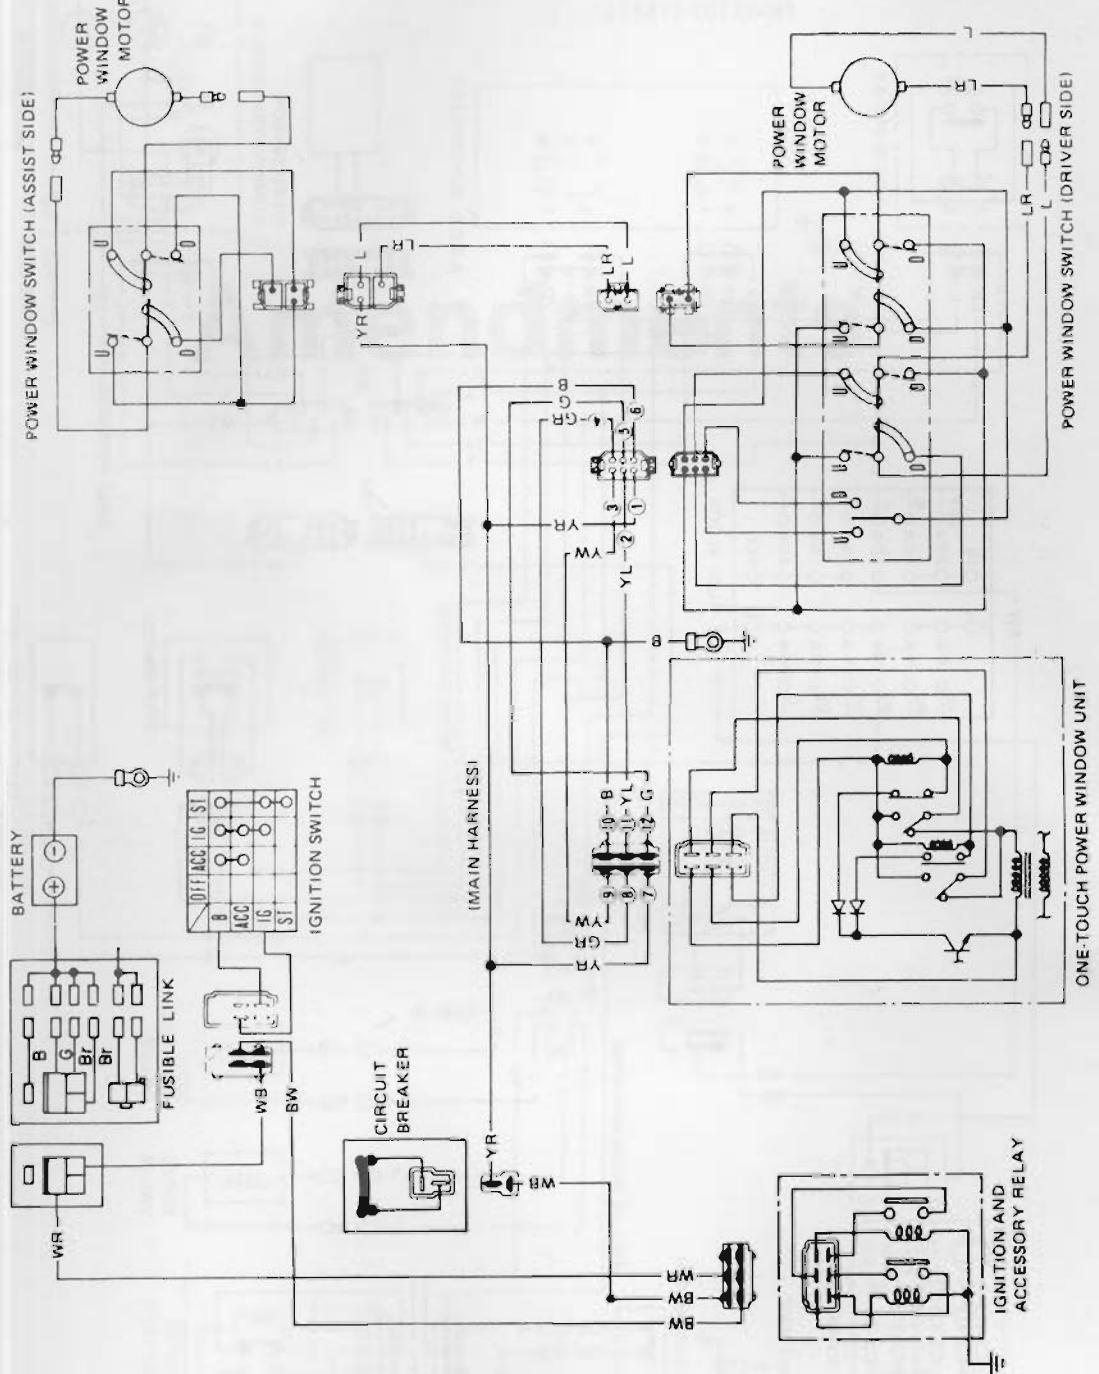 POWER WINDOW SWITCH (ASSIST SIDE)
POWER
WINDOW
MOTOR
U
D
U
D
L
LR
YR
LR
L
POWER
WINDOW
MOTOR
L
LR
LR
L
POWER WINDOW SWITCH (DRIVER SIDE)
U
D
U
D
U
D
U
D
U
D
B
G
GR
4
5
6
3
1
2
YR
YW
YL
B
(MAIN HARNESS)
10 B
11 YL
12 G
9
8
7
YW
GR
YR
ONE-TOUCH POWER WINDOW UNIT
BATTERY
OFF ACC IG ST
B
ACC
IG
ST
IGNITION SWITCH
B
G
Br
Br
FUSIBLE LINK
WB
BW
WR
CIRCUIT
BREAKER
YR
WB
WR
BW
BW
IGNITION AND
ACCESSORY RELAY